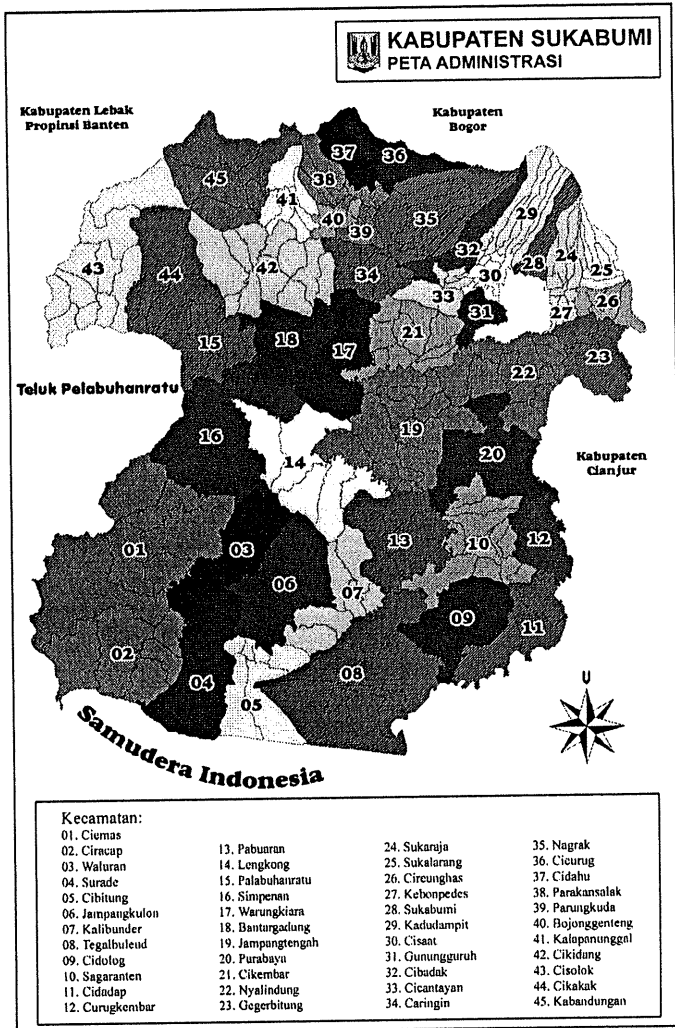 KABUPATEN SUKABUMI
PETA ADMINISTRASI
Kabupaten Lebak
Propinsi Banten
Kabupaten
Bogor
37
36
45
38
41
29
40
35
39
32
24
42
28
25
43
44
34
30
33
27
26
31
18
21
15
17
23
22
Teluk Pelabuhanratu
16
19
14
20
Kabupaten
Cianjur
01
03
13
10
12
06
07
09
11
02
04
08
05
U
Samudera Indonesia
Kecamatan:
01. Ciemas
02. Ciracap
03. Waluran
04. Surade
05. Cibitung
06. Jampangkulon
07. Kalibunder
08. Tegalbuleud
09. Cidolog
10. Sagaranten
11. Cidadap
12. Curugkembar
13. Pabuaran
14. Lengkong
15. Palabuhanratu
16. Simpenan
17. Warungkiara
18. Banturgadung
19. Jampangtengah
20. Purabaya
21. Cikembar
22. Nyalindung
23. Gegerbitung
24. Sukaraja
25. Sukalarang
26. Cireunghas
27. Kebonpedes
28. Sukabumi
29. Kadudampit
30. Cisaat
31. Gunungguruh
32. Cibadak
33. Cicantayan
34. Caringin
35. Nagrak
36. Cicurug
37. Cidahu
38. Parakansalak
39. Parungkuda
40. Bojonggenteng
41. Kalapanunggal
42. Cikidang
43. Cisolok
44. Cikakak
45. Kabandungan